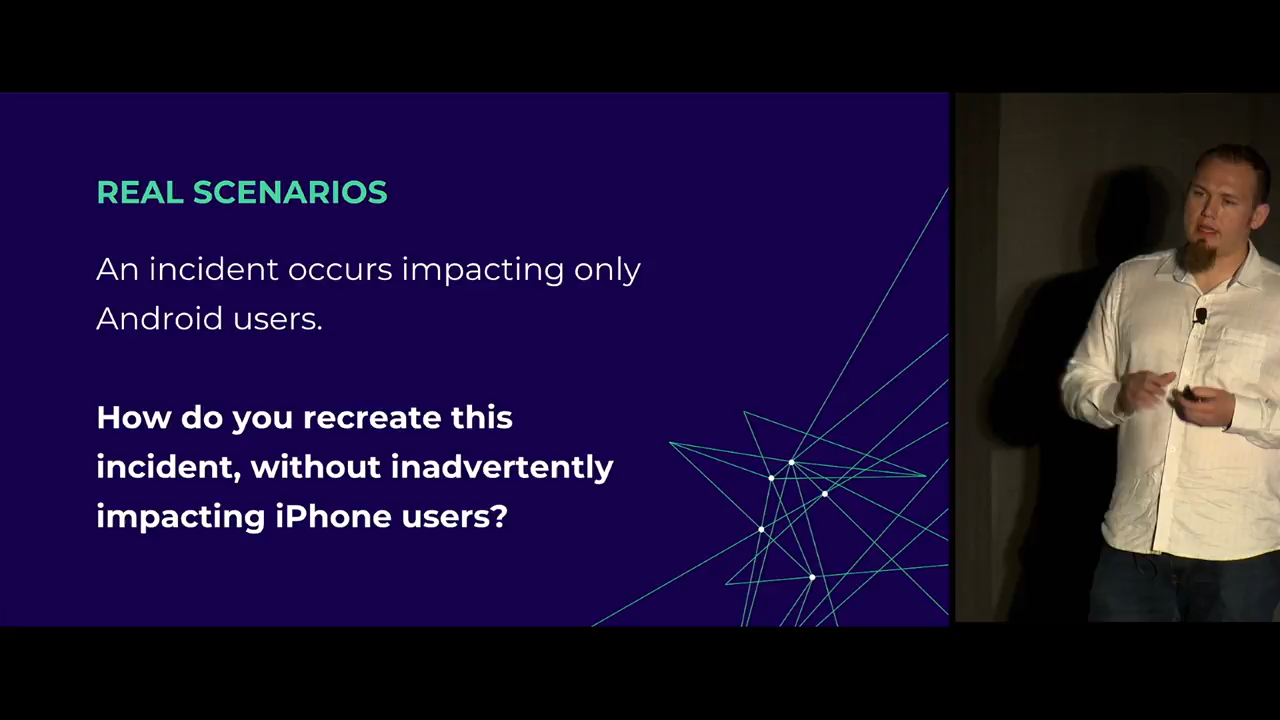 REAL SCENARIOS
An incident occurs impacting only
Android users.
How do you recreate this
incident, without inadvertently
impacting iPhone users?